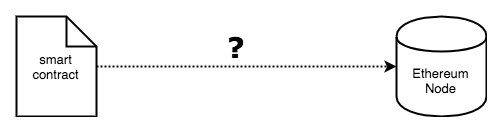 smart
contract
?
Ethereum
Node